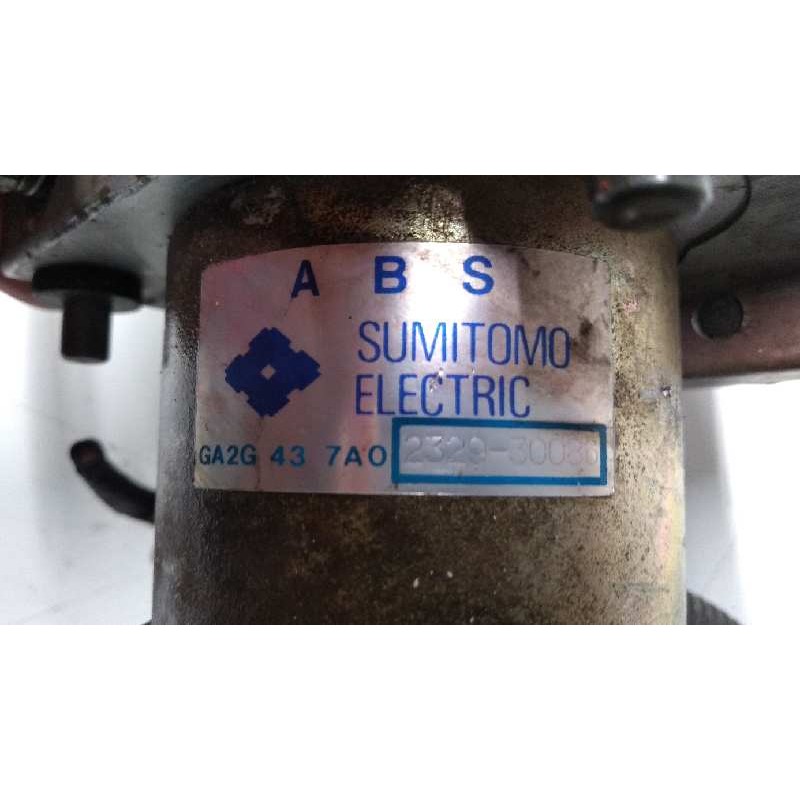 A B S
SUMITOMO
ELECTRIC
GA2G 43 7A0